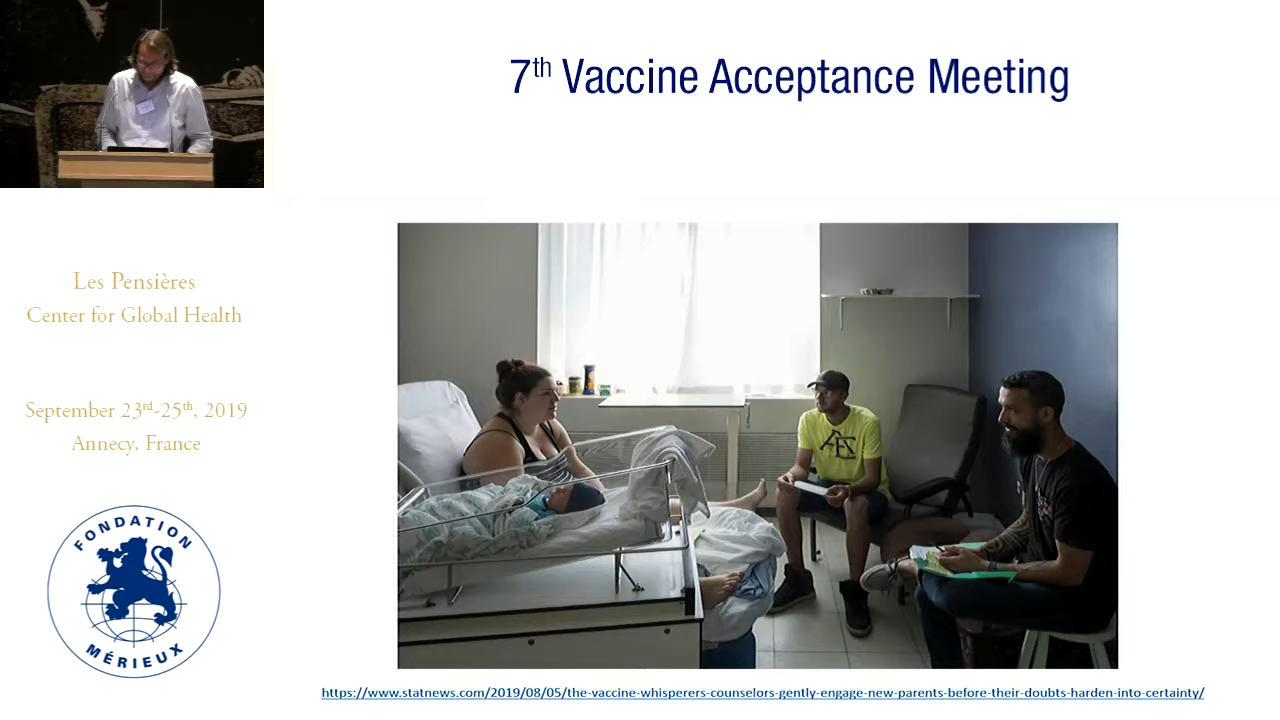 7th Vaccine Acceptance Meeting
Les Pensières
Center for Global Health
September 23rd-25th, 2019
Annecy, France
FONDATION
MÉRIEUX
https://www.statnews.com/2019/08/05/the-vaccine-whisperers-counselors-gently-engage-new-parents-before-their-doubts-harden-into-certainty/